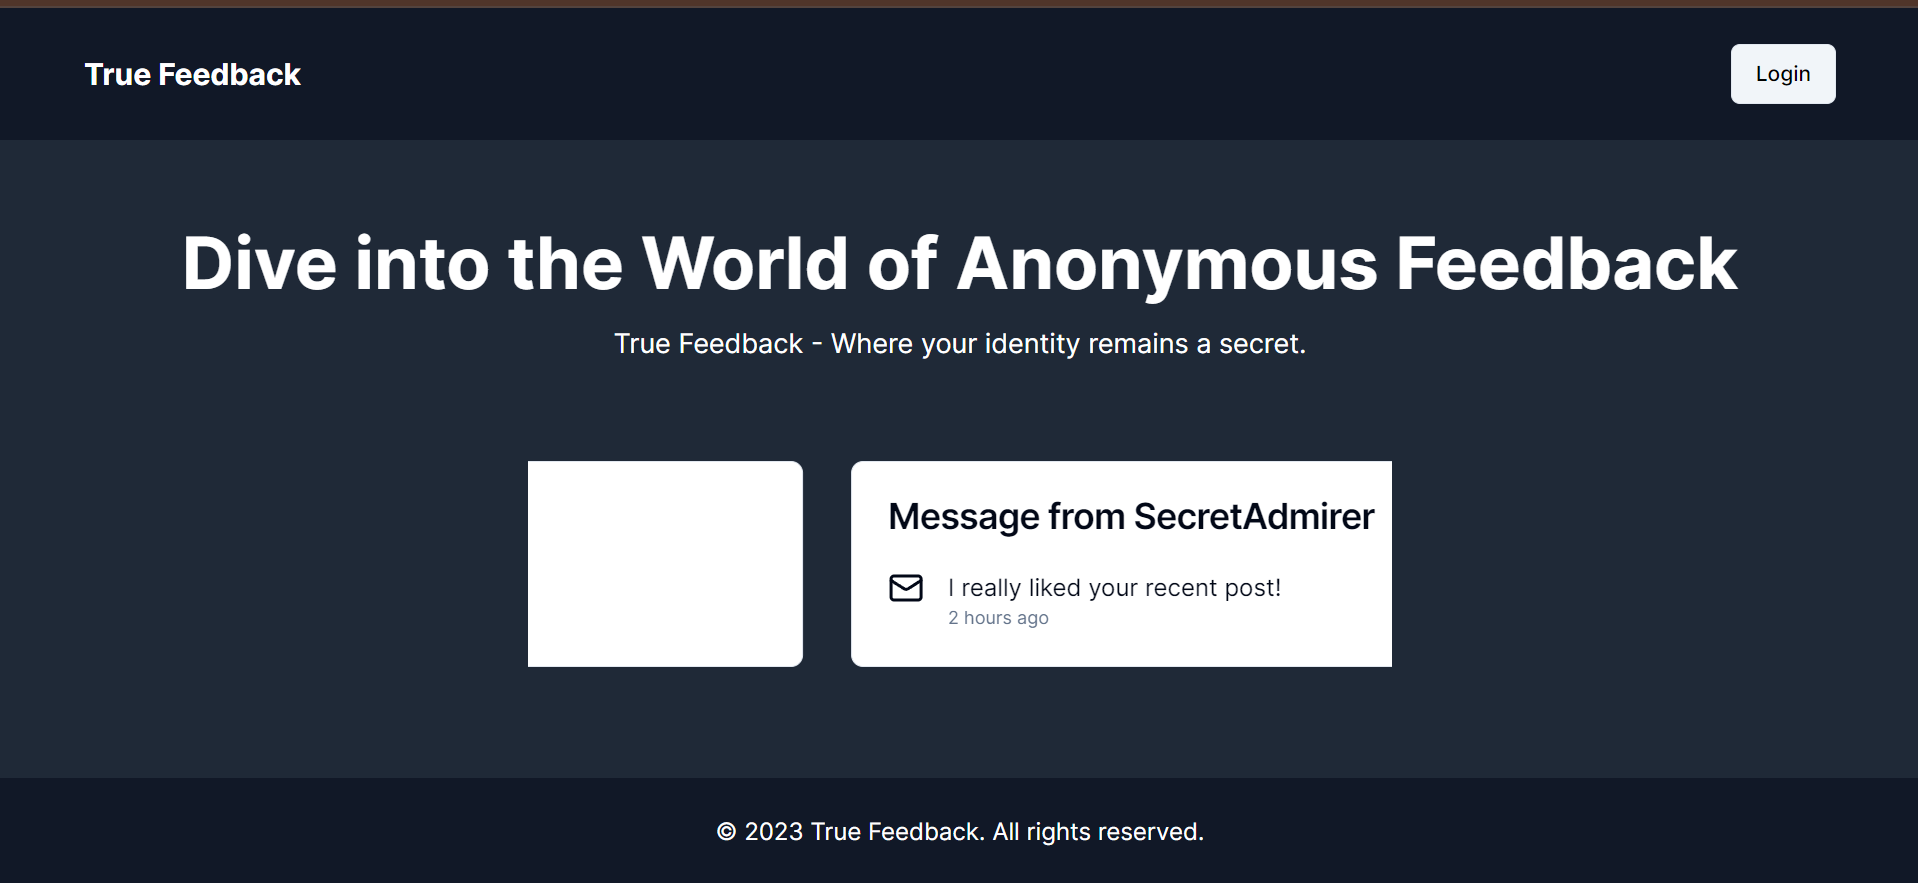 True Feedback
Login
Dive into the World of Anonymous Feedback
True Feedback - Where your identity remains a secret.
Message from SecretAdmirer
I really liked your recent post!
2 hours ago
© 2023 True Feedback. All rights reserved.